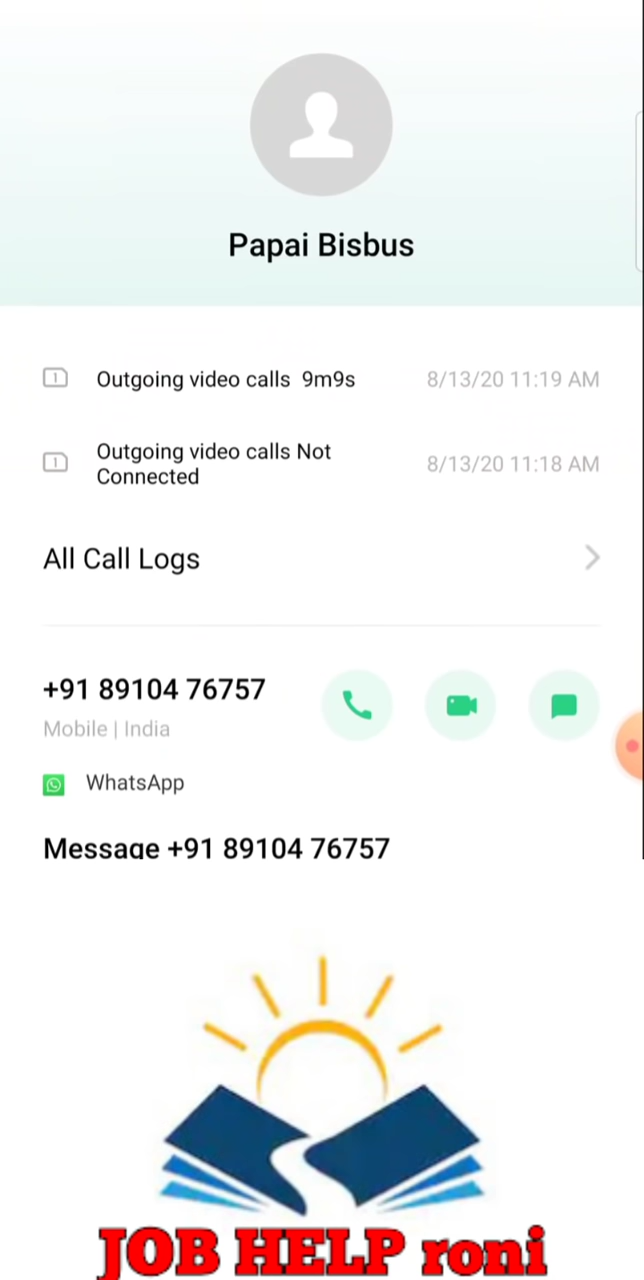 Papai Bisbus
Outgoing video calls 9m9s
8/13/20 11:19 AM
Outgoing video calls Not
Connected
8/13/20 11:18 AM
All Call Logs
+91 89104 76757
Mobile | India
WhatsApp
Message +91 89104 76757
JOB HELP roni